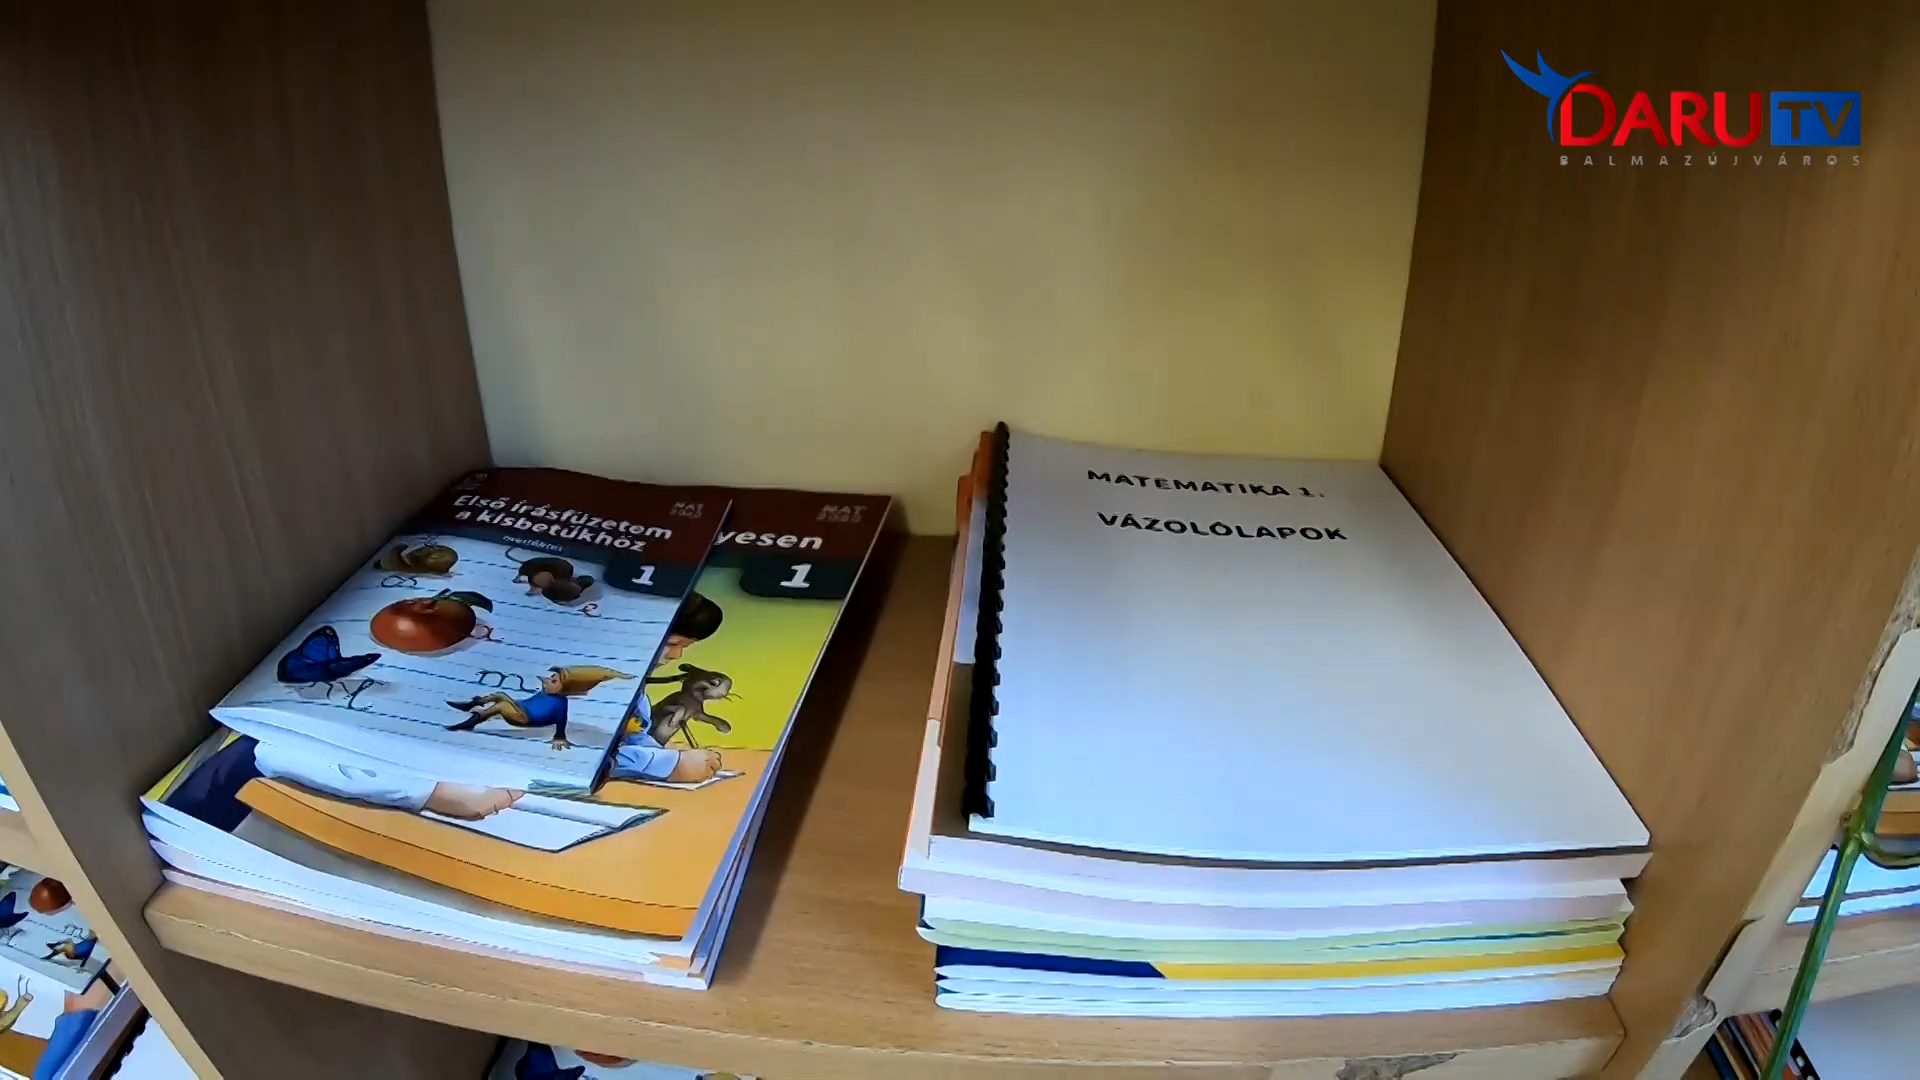 DARU TV
BALMAZÚJVÁROS
Első írásfüzetem
a kisbetűkhöz
NAT
2020
1
yesen
NAT
2020
1
MATEMATIKA 1.
VÁZOLÓLAPOK
m